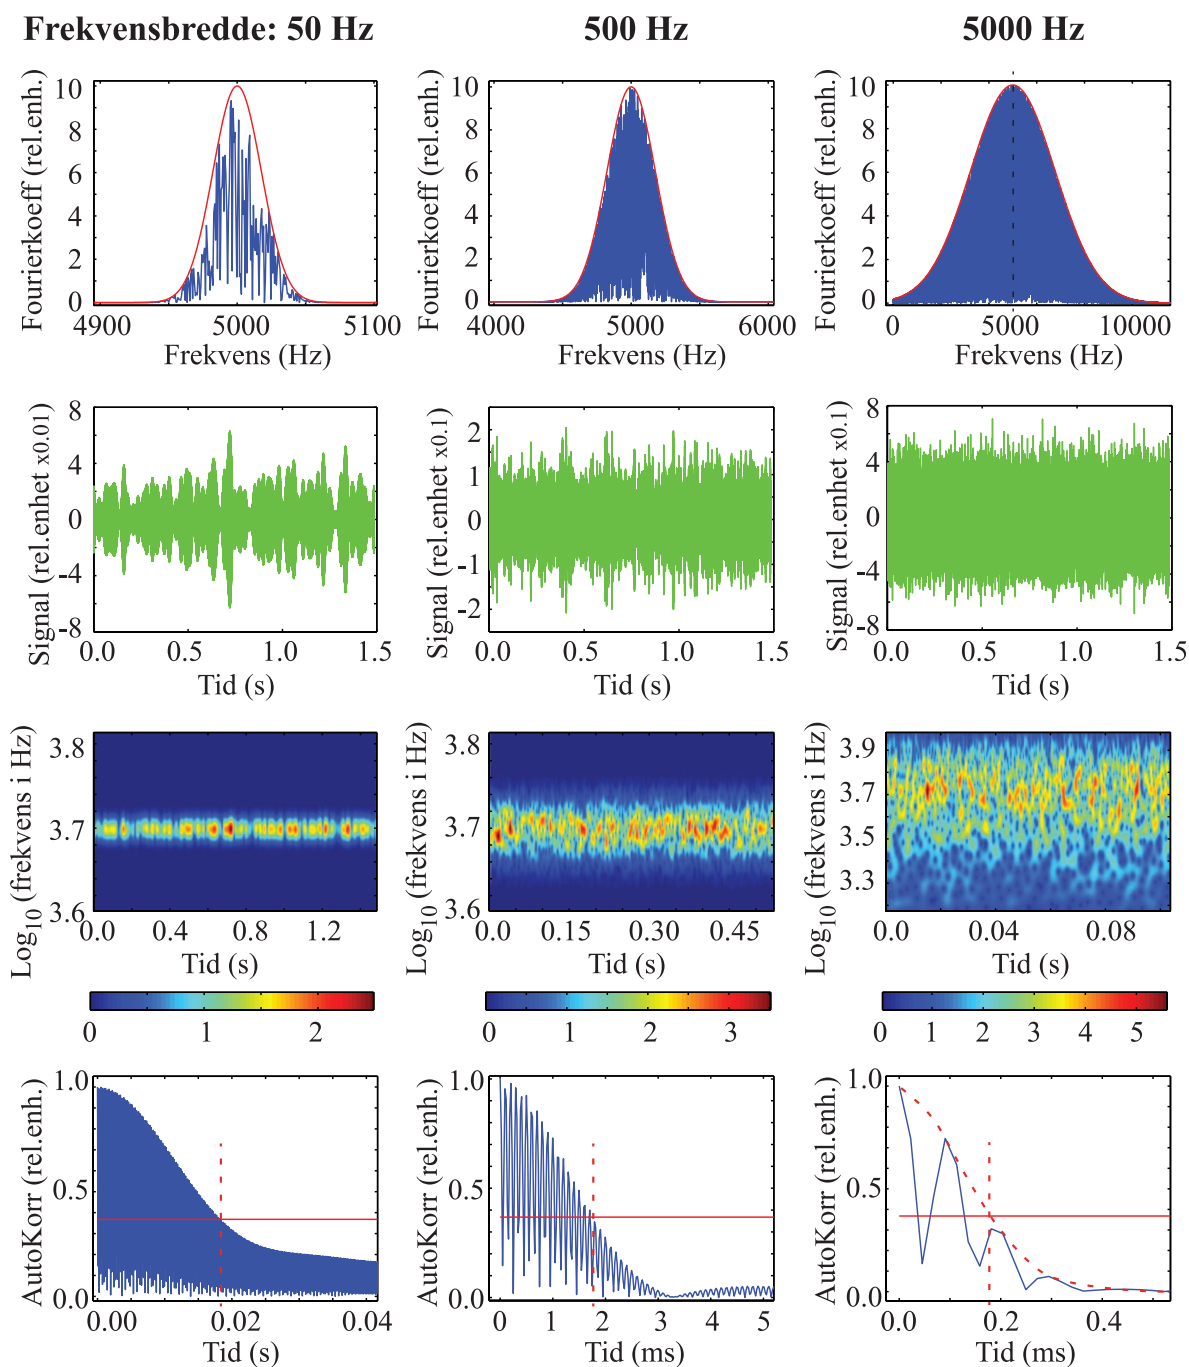 Frekvensbredde: 50 Hz 500 Hz 5000 Hz
Fourierkoeff (rel.enh.)
10
8
6
4
2
0
4900 5000 5100
Frekvens (Hz)
Fourierkoeff (rel.enh.)
10
8
6
4
2
0
4000 5000 6000
Frekvens (Hz)
Fourierkoeff (rel.enh.)
10
8
6
4
2
0
0 5000 10000
Frekvens (Hz)
Signal (rel.enhet x0.01)
8
4
0
-4
-8
0.0 0.5 1.0 1.5
Tid (s)
Signal (rel.enhet x0.1)
2
1
0
-1
-2
0.0 0.5 1.0 1.5
Tid (s)
Signal (rel.enhet x0.1)
8
4
0
-4
-8
0.0 0.5 1.0 1.5
Tid (s)
Log10 (frekvens i Hz)
3.8
3.7
3.6
0.0 0.4 0.8 1.2
Tid (s)
0 1 2
Log10 (frekvens i Hz)
3.8
3.7
3.6
0.0 0.15 0.30 0.45
Tid (s)
0 1 2 3
Log10 (frekvens i Hz)
3.9
3.7
3.5
3.3
0.0 0.04 0.08
Tid (s)
0 1 2 3 4 5
AutoKorr (rel.enh.)
1.0
0.5
0.0
0.00 0.02 0.04
Tid (s)
AutoKorr (rel.enh.)
1.0
0.5
0.0
0 1 2 3 4 5
Tid (ms)
AutoKorr (rel.enh.)
1.0
0.5
0.0
0.0 0.2 0.4
Tid (ms)